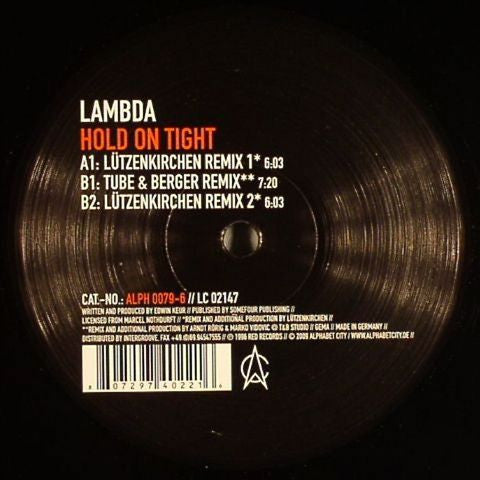 LAMBDA
HOLD ON TIGHT
A1: LÜTZENKIRCHEN REMIX 1* 6:03
B1: TUBE & BERGER REMIX** 7:20
B2: LÜTZENKIRCHEN REMIX 2* 6:03
CAT.-NO.: ALPH 0079-6 // LC 02147
WRITTEN AND PRODUCED BY EDWIN KEUR // PUBLISHED BY SOMEFOUR PUBLISHING //
LICENSED FROM MARCEL NOTHDURFT // *REMIX AND ADDITIONAL PRODUCTION BY LÜTZENKIRCHEN //
**REMIX AND ADDITIONAL PRODUCTION BY ARNDT RÖRIG & MARKO VIDOVIC @ T&B STUDIO // GEMA // MADE IN GERMANY //
DISTRIBUTED BY INTERGROOVE, FAX +49.(0)69.94547555 // ℗ 1996 RED RECORDS // © 2009 ALPHABET CITY // WWW.ALPHABETCITY.DE //
8 07297 40221 6